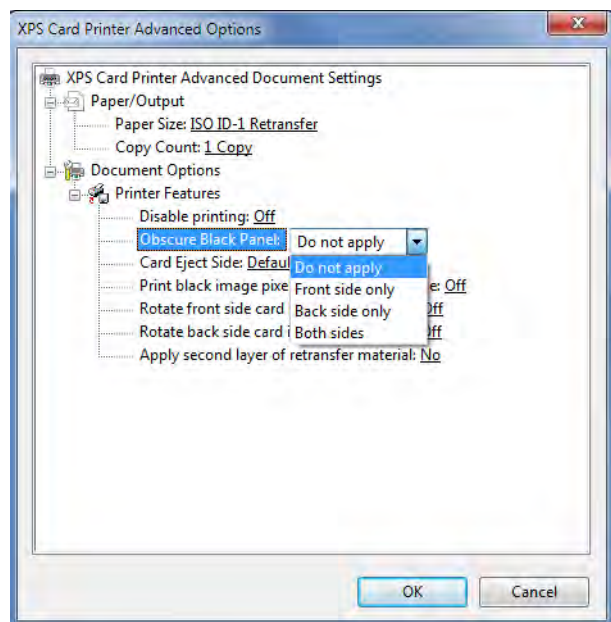 XPS Card Printer Advanced Options
XPS Card Printer Advanced Document Settings
Paper/Output
Paper Size: ISO ID-1 Retransfer
Copy Count: 1 Copy
Document Options
Printer Features
Disable printing: Off
Obscure Black Panel: Do not apply
Card Eject Side: Defaul
Do not apply
Print black image pixe e: Off
Front side only
Rotate front side card ff
Back side only
Rotate back side card i ff
Both sides
Apply second layer of retransfer material: No
OK Cancel